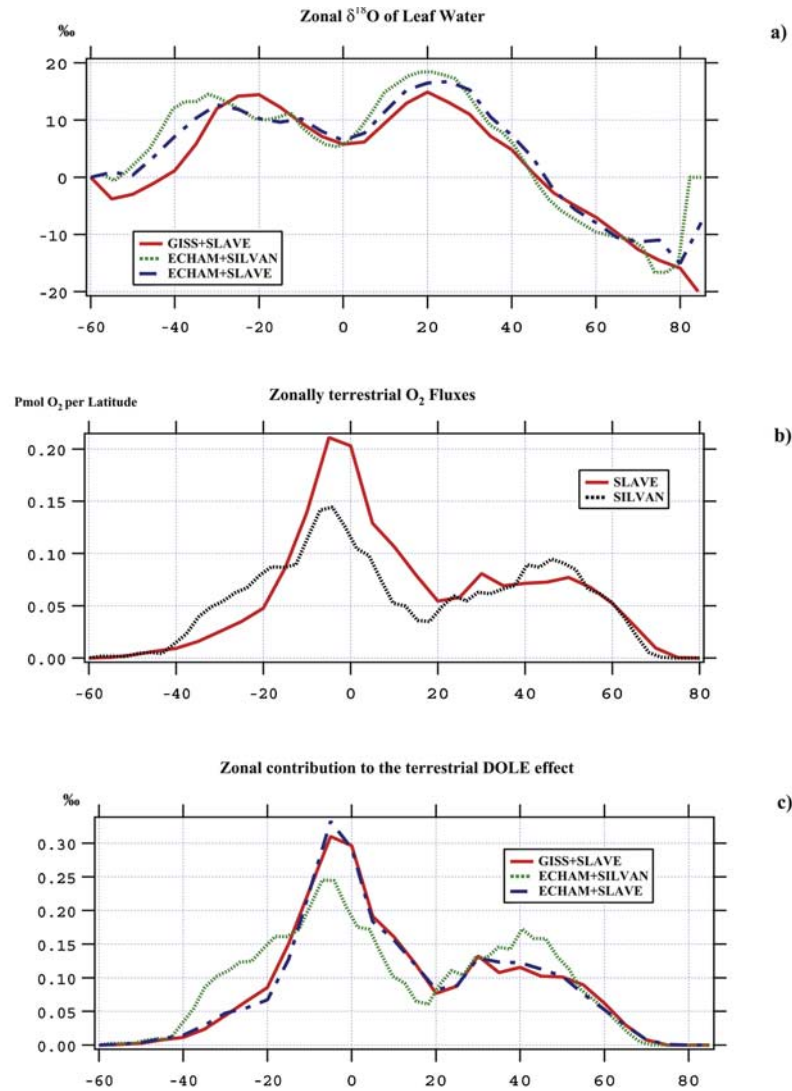 Zonal δ¹⁸O of Leaf Water
‰
a)
20
10
0
-10
-20
GISS+SLAVE
ECHAM+SILVAN
ECHAM+SLAVE
-60 -40 -20 0 20 40 60 80
Zonally terrestrial O₂ Fluxes
Pmol O₂ per Latitude
b)
0.20
0.15
0.10
0.05
0.00
SLAVE
SILVAN
-60 -40 -20 0 20 40 60 80
Zonal contribution to the terrestrial DOLE effect
‰
c)
0.30
0.25
0.20
0.15
0.10
0.05
0.00
GISS+SLAVE
ECHAM+SILVAN
ECHAM+SLAVE
-60 -40 -20 0 20 40 60 80